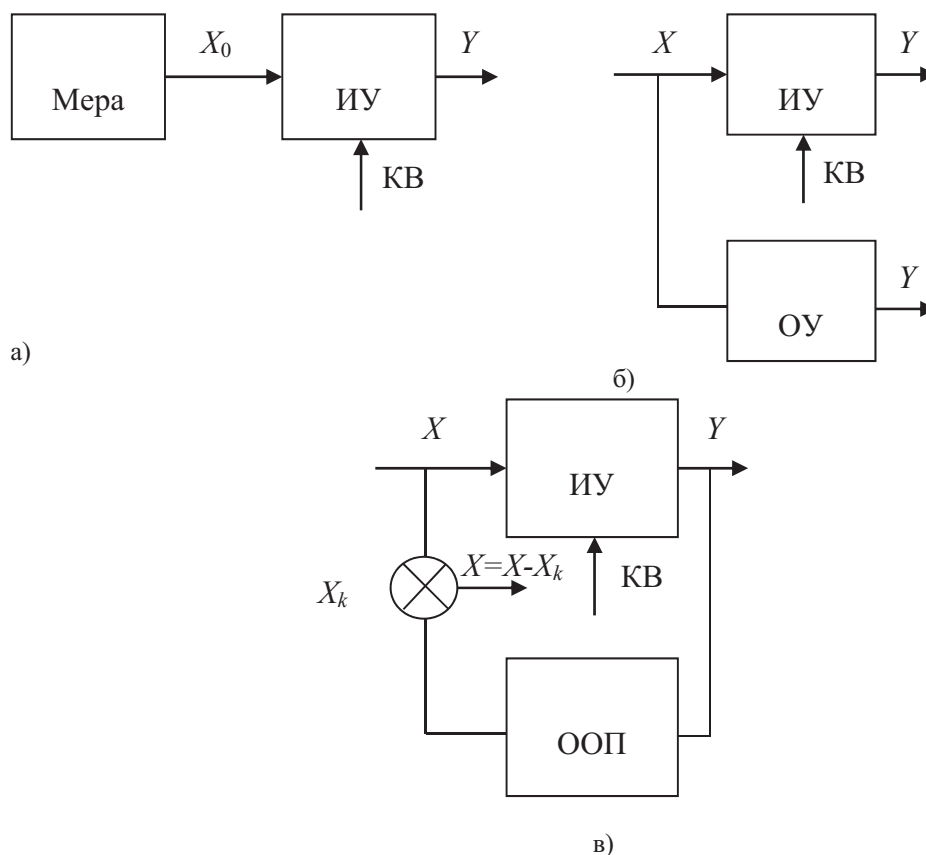 X₀
Y
Мера
ИУ
КВ
а)
X
Y
ИУ
КВ
Y
ОУ
б)
X
Y
ИУ
X=X-Xₖ
КВ
Xₖ
ООП
в)